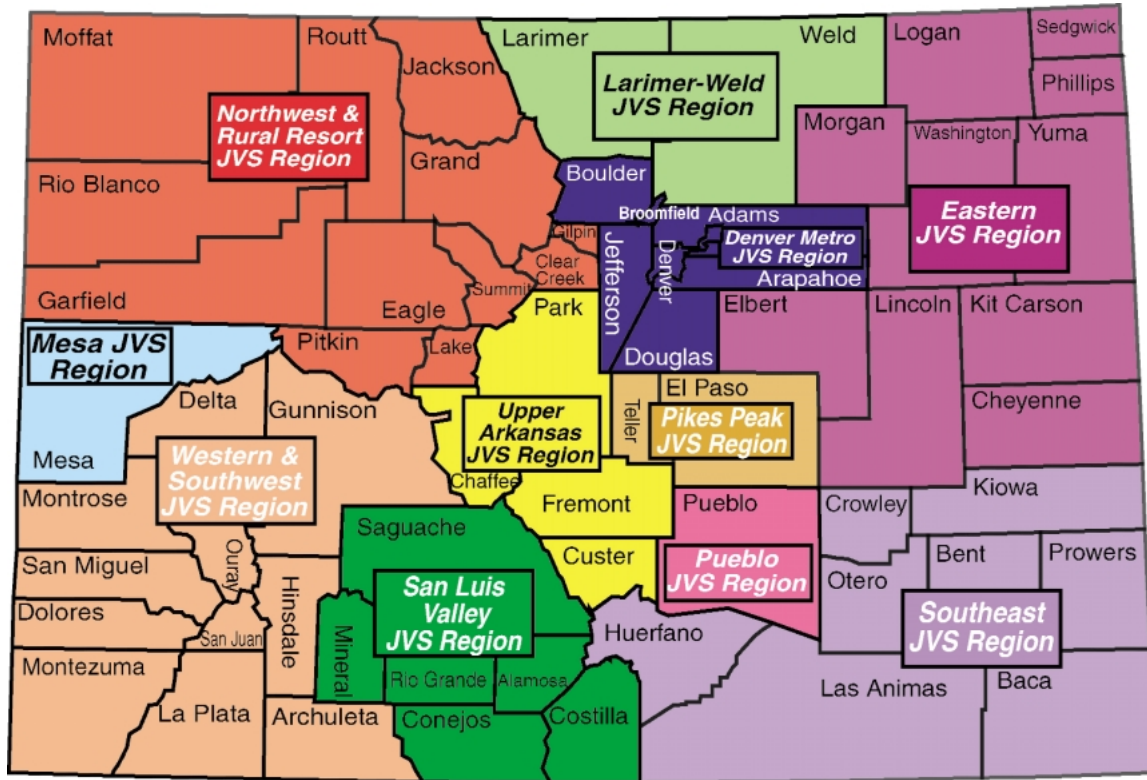 Moffat
Routt
Larimer
Weld
Logan
Sedgwick
Jackson
Phillips
Northwest &
Rural Resort
JVS Region
Larimer-Weld
JVS Region
Morgan
Washington
Yuma
Grand
Rio Blanco
Boulder
Broomfield
Adams
Eastern
JVS Region
Gilpin
Denver Metro
JVS Region
Jefferson
Denver
Clear
Creek
Arapahoe
Summit
Garfield
Eagle
Park
Elbert
Lincoln
Kit Carson
Mesa JVS
Region
Pitkin
Lake
Douglas
El Paso
Delta
Gunnison
Teller
Cheyenne
Upper
Arkansas
JVS Region
Pikes Peak
JVS Region
Mesa
Western &
Southwest
JVS Region
Chaffee
Montrose
Fremont
Pueblo
Crowley
Kiowa
Saguache
Ouray
San Miguel
Custer
Pueblo
JVS Region
Bent
Prowers
Otero
Hinsdale
San Luis
Valley
JVS Region
Dolores
San Juan
Mineral
Huerfano
Southeast
JVS Region
Montezuma
Rio Grande
Alamosa
Las Animas
Baca
La Plata
Archuleta
Conejos
Costilla